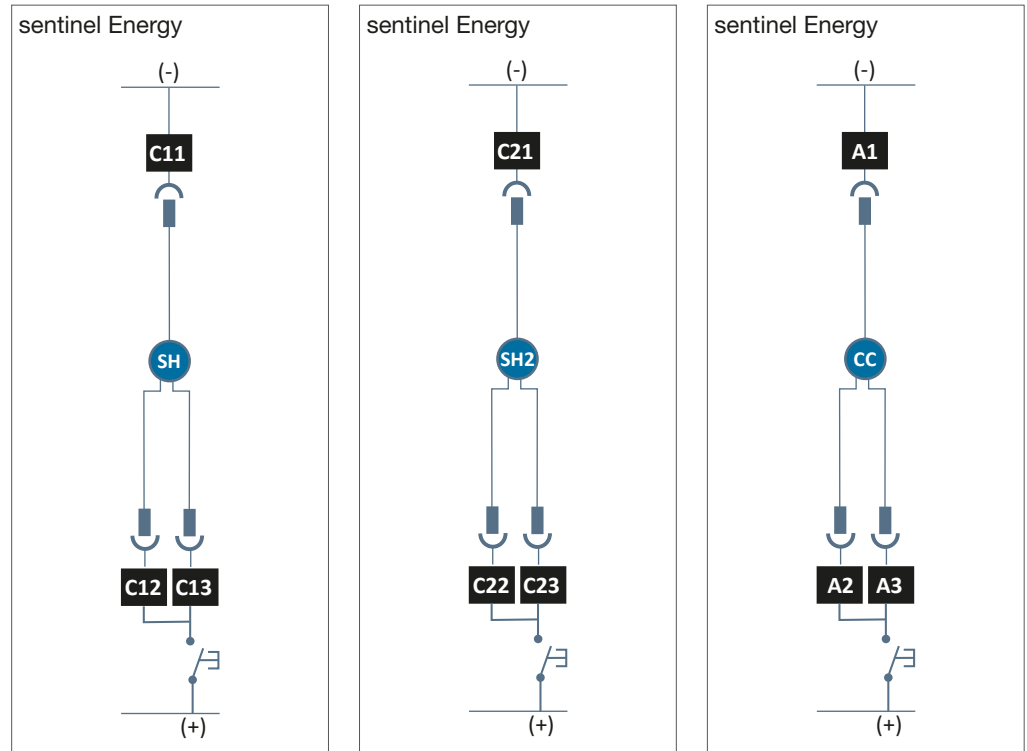 sentinel Energy
(-)
C11
SH
C12 C13
(+)
sentinel Energy
(-)
C21
SH2
C22 C23
(+)
sentinel Energy
(-)
A1
CC
A2 A3
(+)